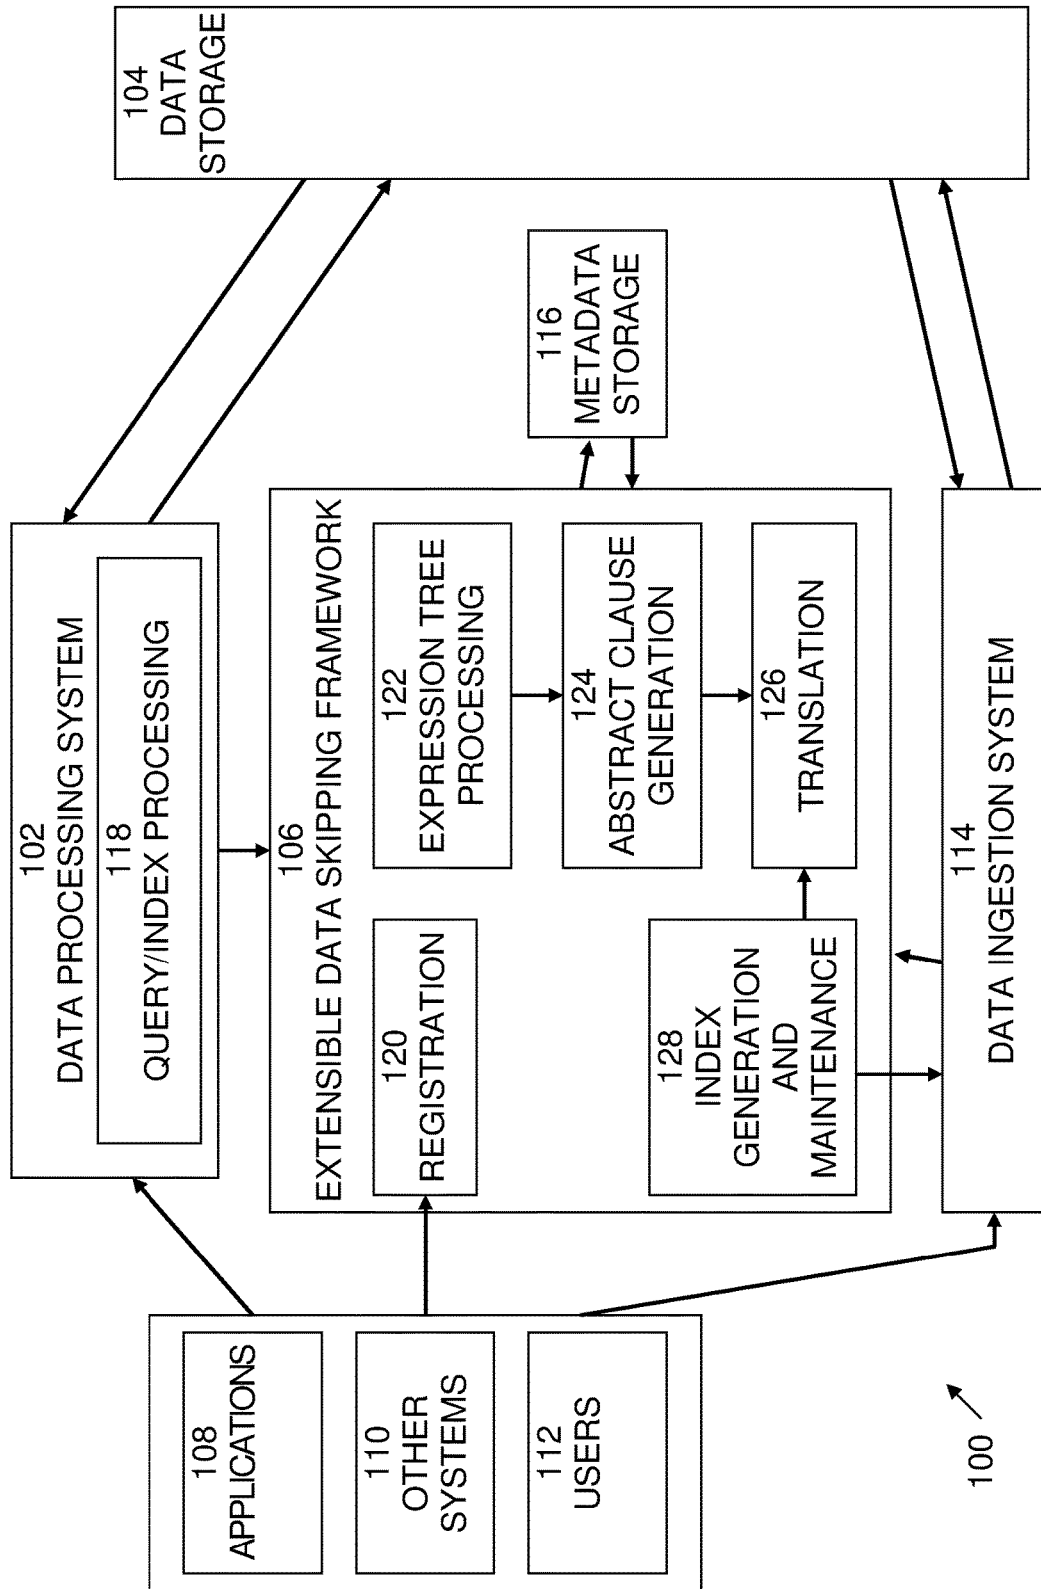 102
DATA PROCESSING SYSTEM
118
QUERY/INDEX PROCESSING
104
DATA
STORAGE
108
APPLICATIONS
110
OTHER
SYSTEMS
112
USERS
106
EXTENSIBLE DATA SKIPPING FRAMEWORK
120
REGISTRATION
122
EXPRESSION TREE
PROCESSING
124
ABSTRACT CLAUSE
GENERATION
126
TRANSLATION
128
INDEX
GENERATION
AND
MAINTENANCE
116
METADATA
STORAGE
114
DATA INGESTION SYSTEM
100